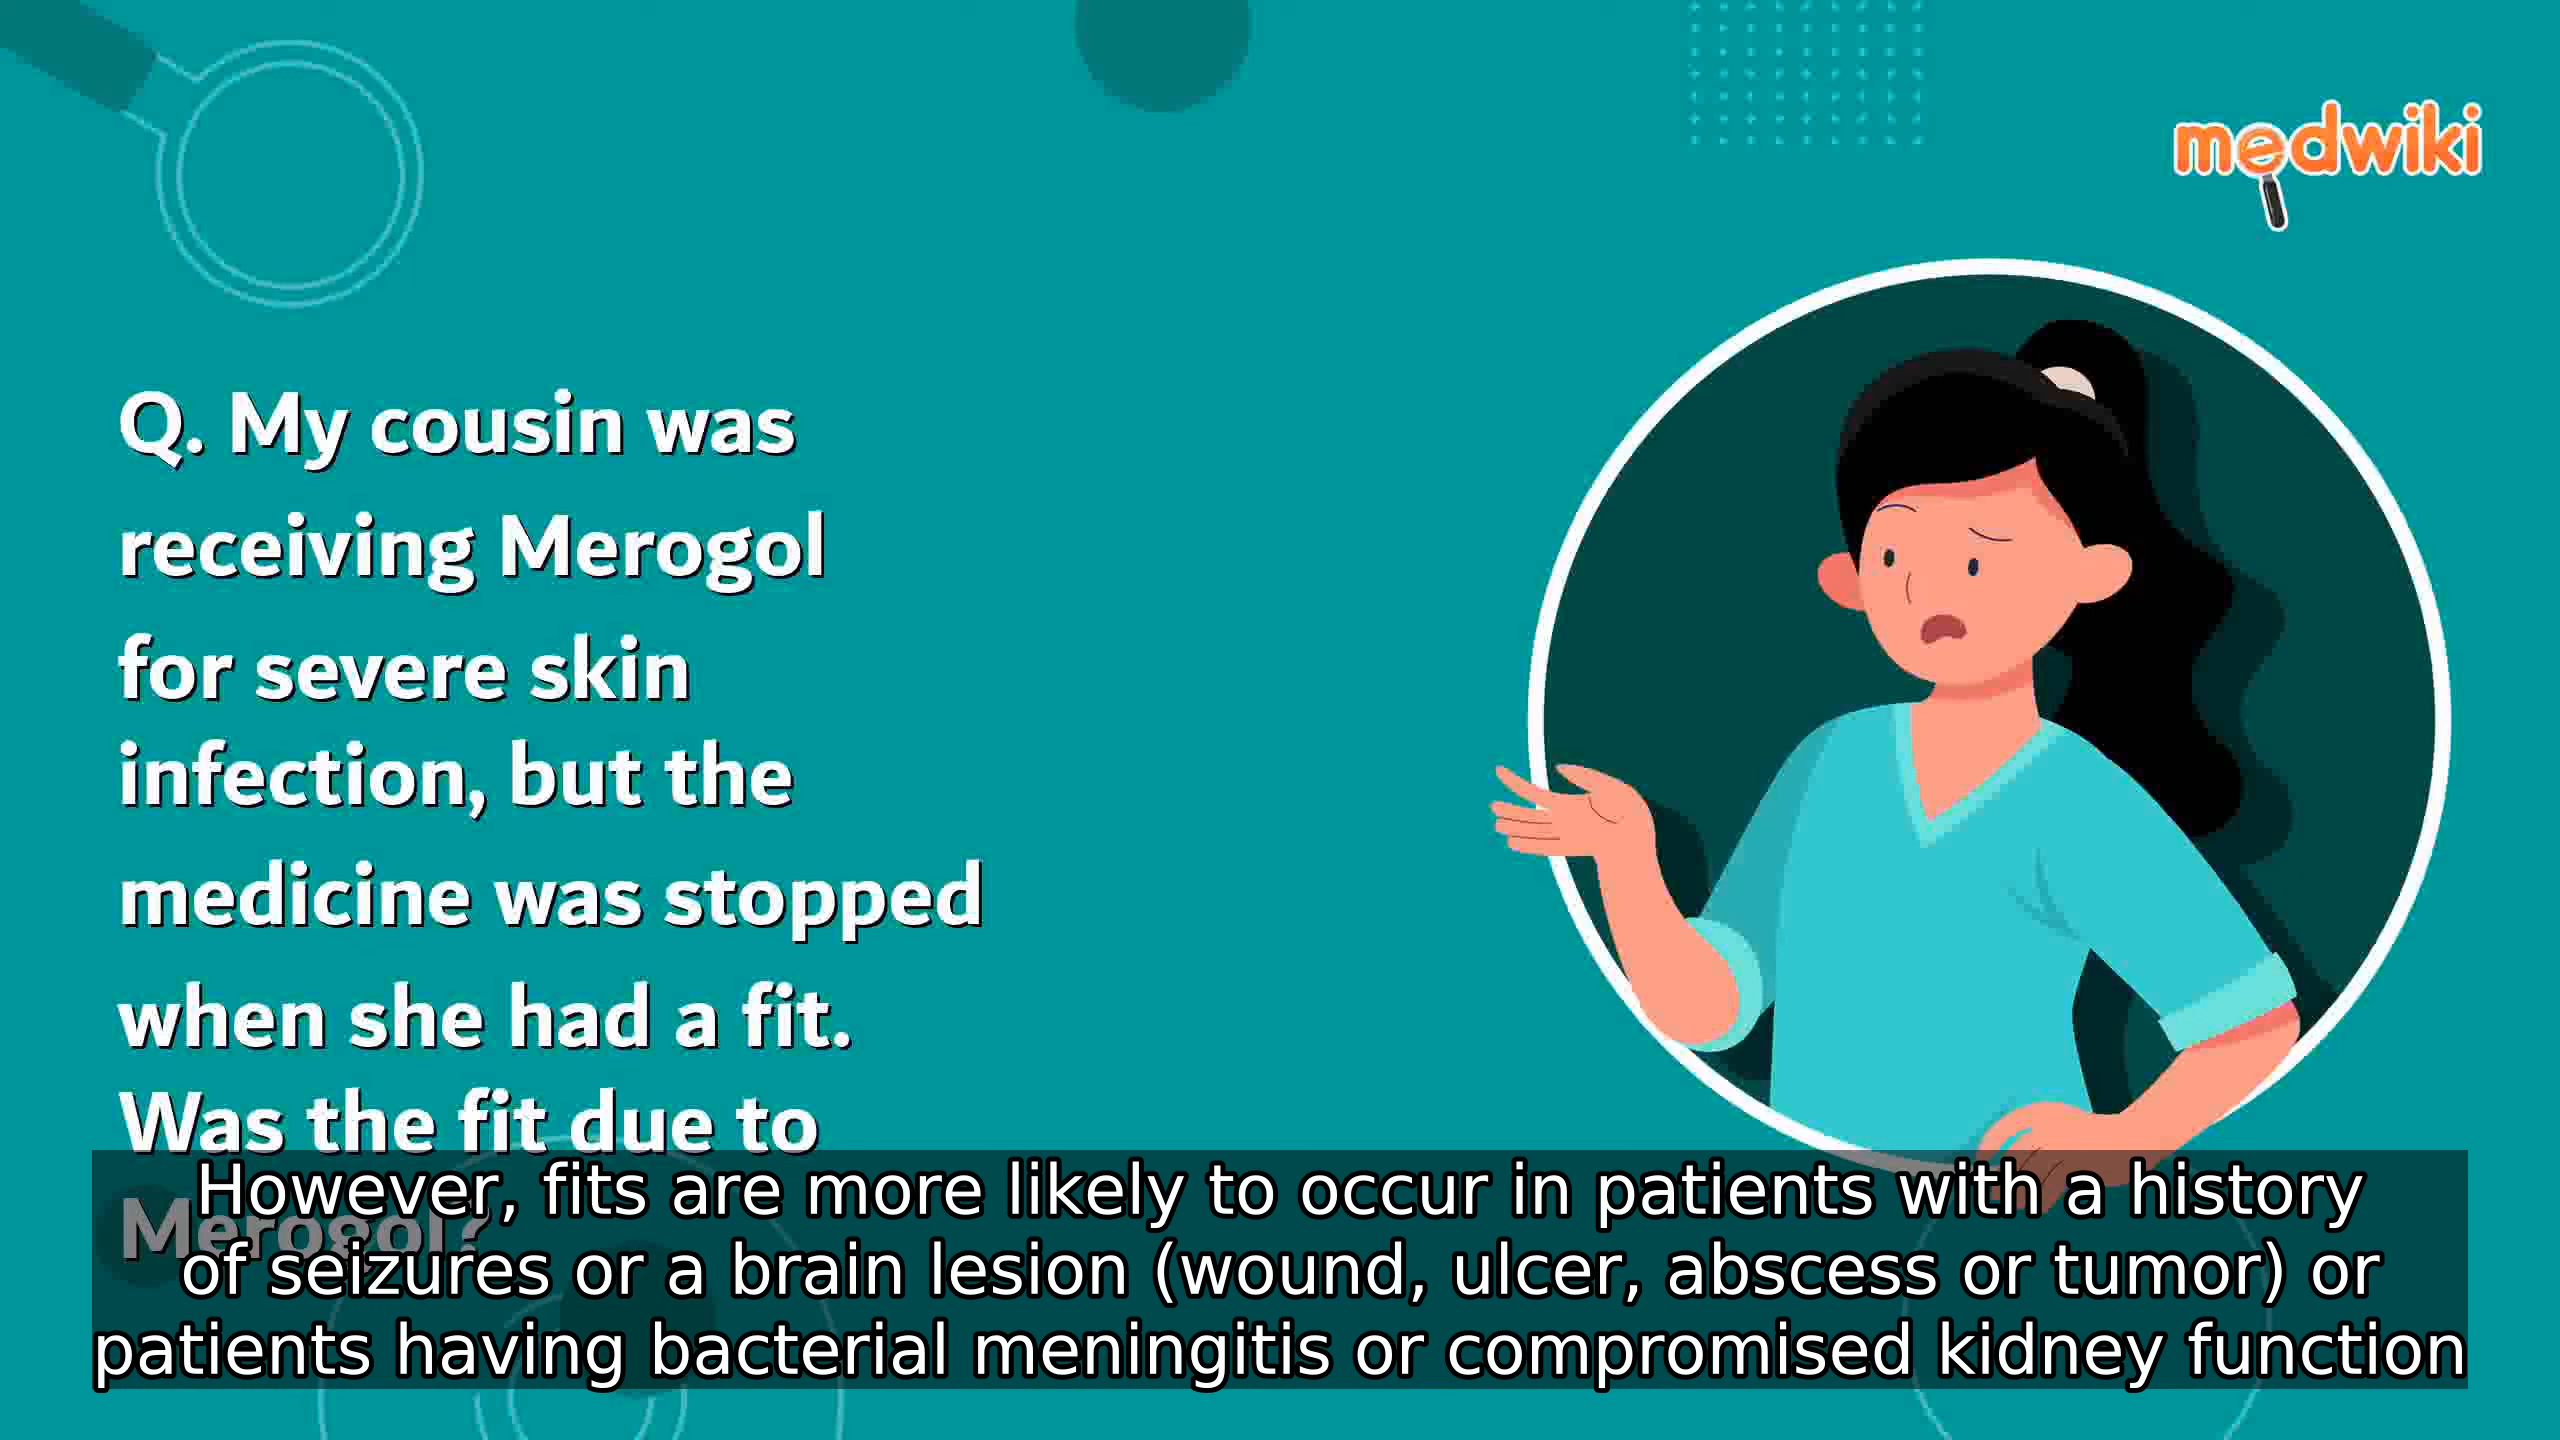 medwiki
Q. My cousin was
receiving Merogol
for severe skin
infection, but the
medicine was stopped
when she had a fit.
Was the fit due to
Merogol?
However, fits are more likely to occur in patients with a history
of seizures or a brain lesion (wound, ulcer, abscess or tumor) or
patients having bacterial meningitis or compromised kidney function